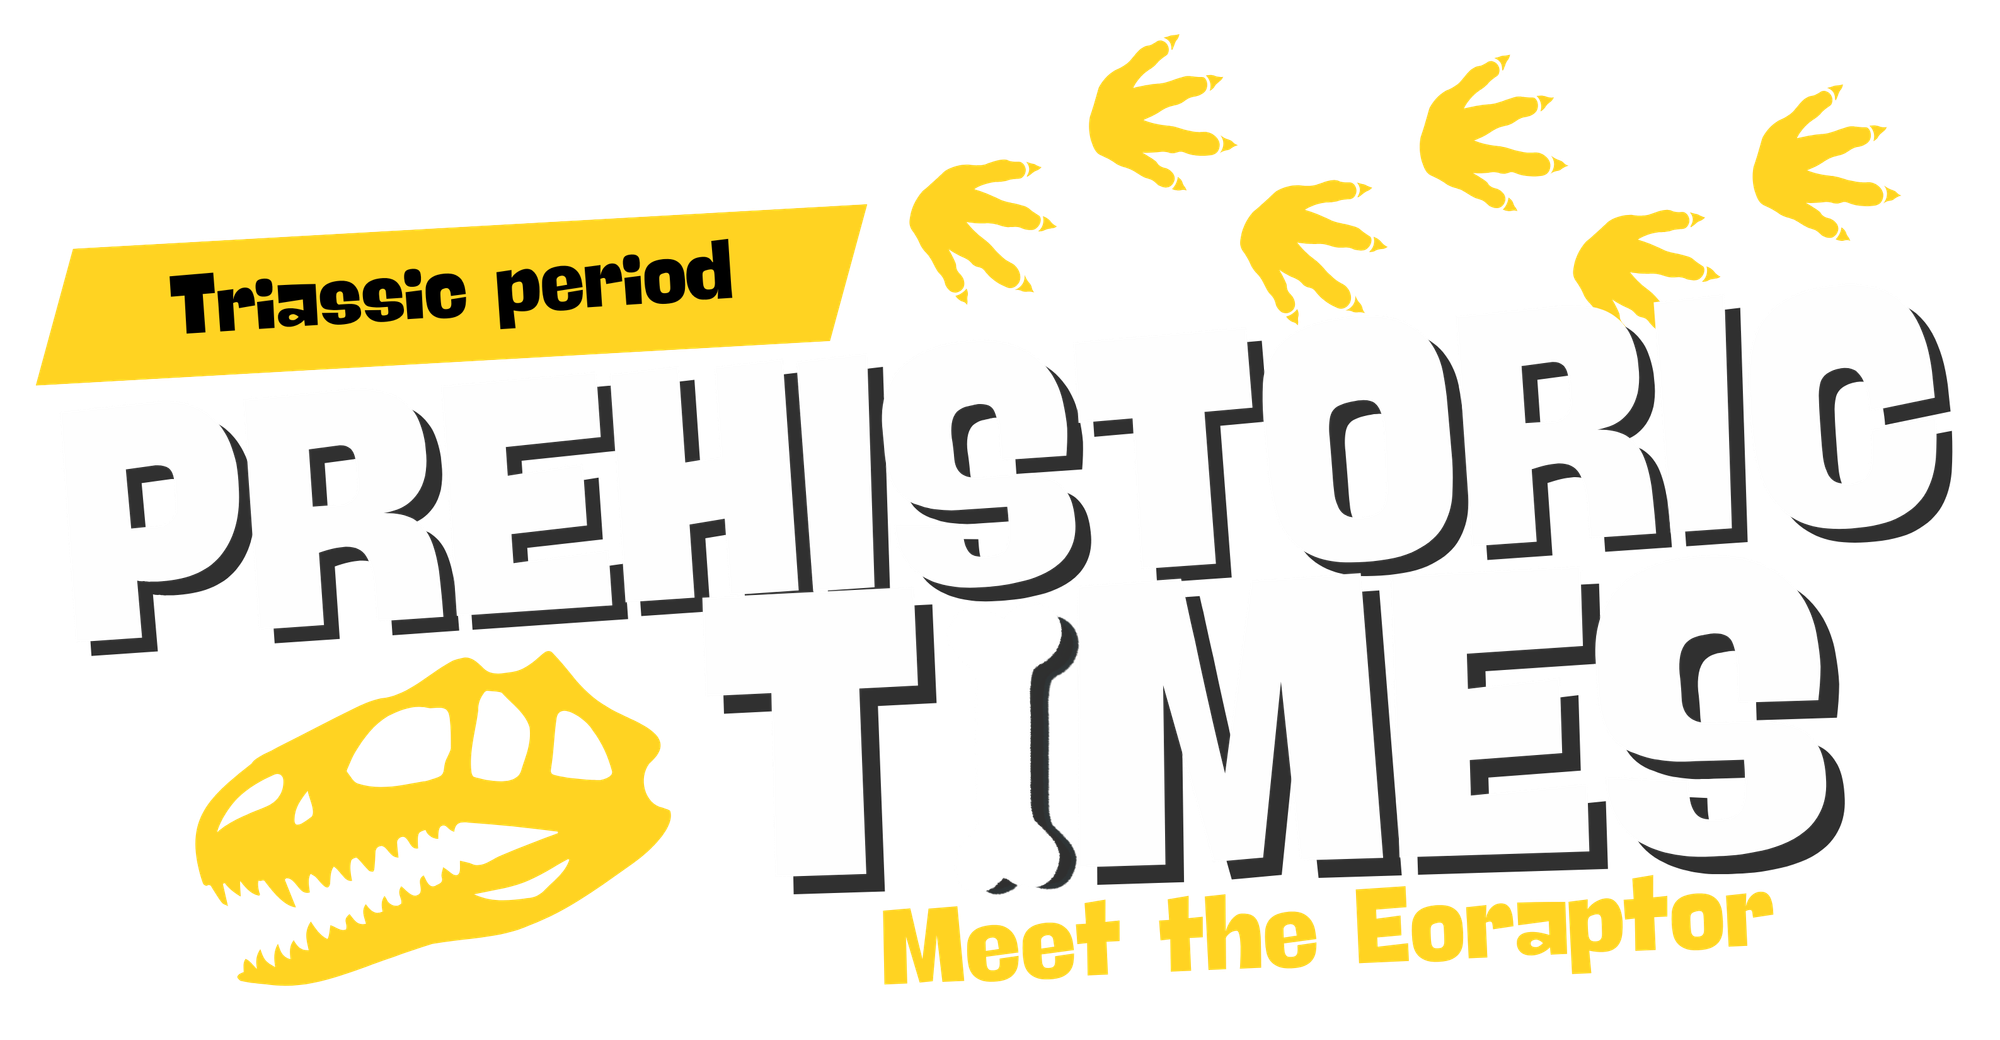 Triassic period
PREHISTORIC
TIMES
Meet the Eoraptor